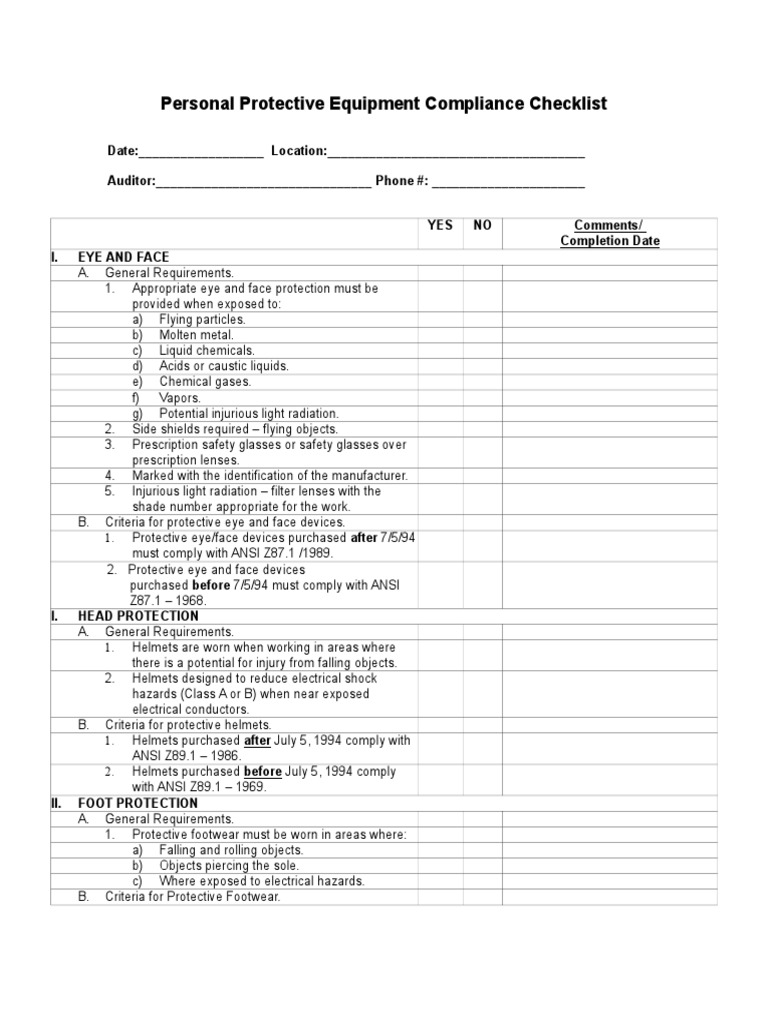 Personal Protective Equipment Compliance Checklist
Date:__________________ Location:_____________________________________
Auditor:_______________________________ Phone #: ______________________
YES NO Comments/
Completion Date
I. EYE AND FACE
A. General Requirements.
1. Appropriate eye and face protection must be
provided when exposed to:
a) Flying particles.
b) Molten metal.
c) Liquid chemicals.
d) Acids or caustic liquids.
e) Chemical gases.
f) Vapors.
g) Potential injurious light radiation.
2. Side shields required – flying objects.
3. Prescription safety glasses or safety glasses over
prescription lenses.
4. Marked with the identification of the manufacturer.
5. Injurious light radiation – filter lenses with the
shade number appropriate for the work.
B. Criteria for protective eye and face devices.
1. Protective eye/face devices purchased after 7/5/94
must comply with ANSI Z87.1 /1989.
2. Protective eye and face devices
purchased before 7/5/94 must comply with ANSI
Z87.1 – 1968.
I. HEAD PROTECTION
A. General Requirements.
1. Helmets are worn when working in areas where
there is a potential for injury from falling objects.
2. Helmets designed to reduce electrical shock
hazards (Class A or B) when near exposed
electrical conductors.
B. Criteria for protective helmets.
1. Helmets purchased after July 5, 1994 comply with
ANSI Z89.1 – 1986.
2. Helmets purchased before July 5, 1994 comply
with ANSI Z89.1 – 1969.
II. FOOT PROTECTION
A. General Requirements.
1. Protective footwear must be worn in areas where:
a) Falling and rolling objects.
b) Objects piercing the sole.
c) Where exposed to electrical hazards.
B. Criteria for Protective Footwear.